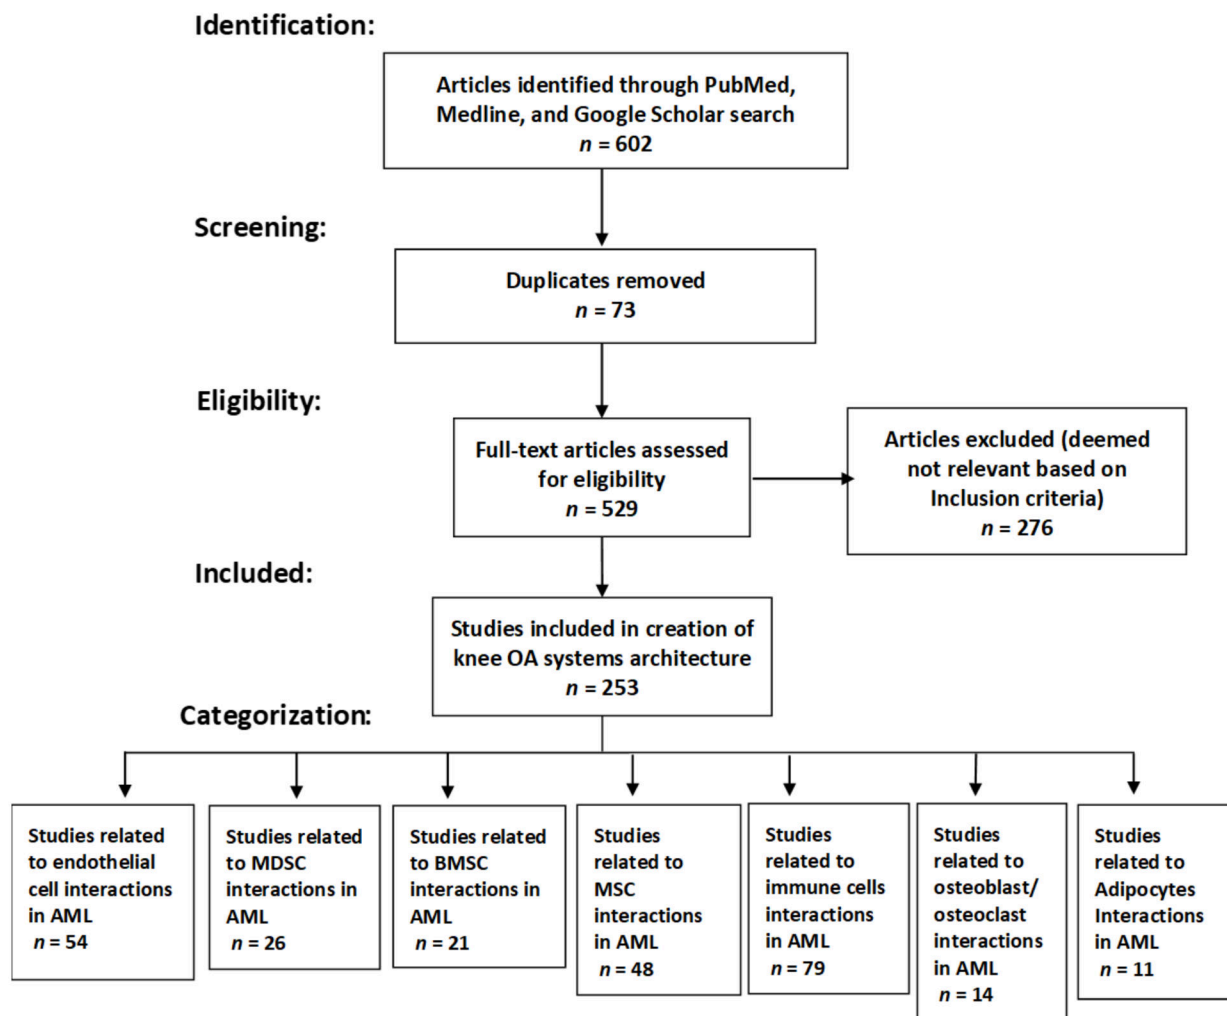 Identification:
Articles identified through PubMed,
Medline, and Google Scholar search
n = 602
Screening:
Duplicates removed
n = 73
Eligibility:
Full-text articles assessed
for eligibility
n = 529
Articles excluded (deemed
not relevant based on
Inclusion criteria)
n = 276
Included:
Studies included in creation of
knee OA systems architecture
n = 253
Categorization:
Studies related
to endothelial
cell interactions
in AML
n = 54
Studies related
to MDSC
interactions in
AML
n = 26
Studies related
to BMSC
interactions in
AML
n = 21
Studies
related to
MSC
interactions
in AML
n = 48
Studies
related to
immune cells
interactions
in AML
n = 79
Studies
related to
osteoblast/
osteoclast
interactions
in AML
n = 14
Studies
related to
Adipocytes
Interactions
in AML
n = 11